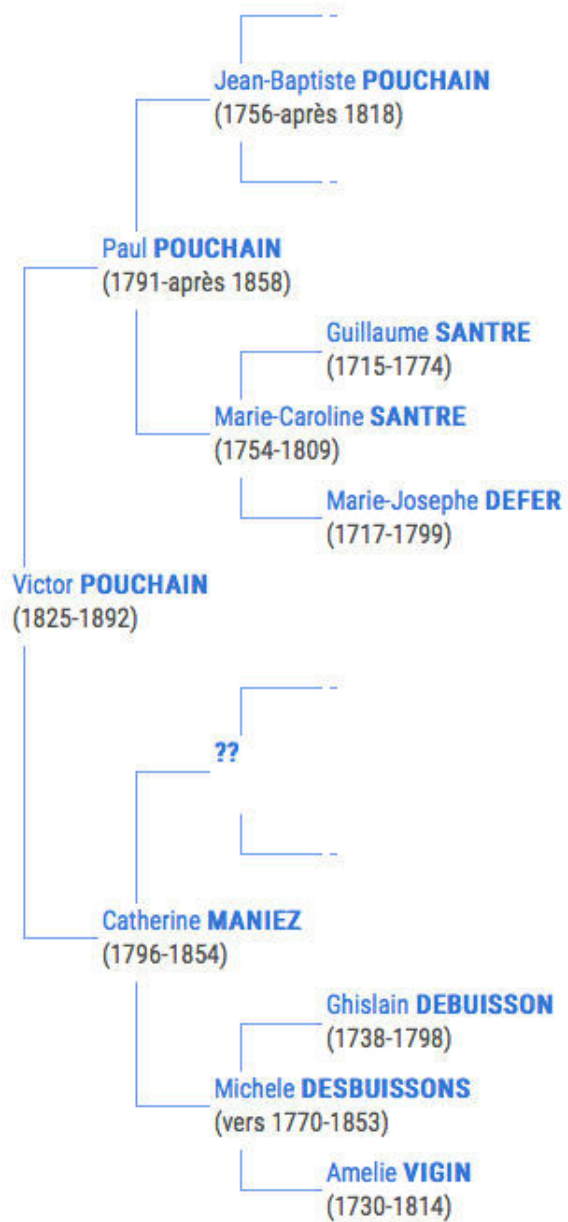 Jean-Baptiste POUCHAIN
(1756-après 1818)
Paul POUCHAIN
(1791-après 1858)
Guillaume SANTRE
(1715-1774)
Marie-Caroline SANTRE
(1754-1809)
Marie-Josephe DEFER
(1717-1799)
Victor POUCHAIN
(1825-1892)
??
Catherine MANIEZ
(1796-1854)
Ghislain DEBUISSON
(1738-1798)
Michele DESBUISSONS
(vers 1770-1853)
Amelie VIGIN
(1730-1814)